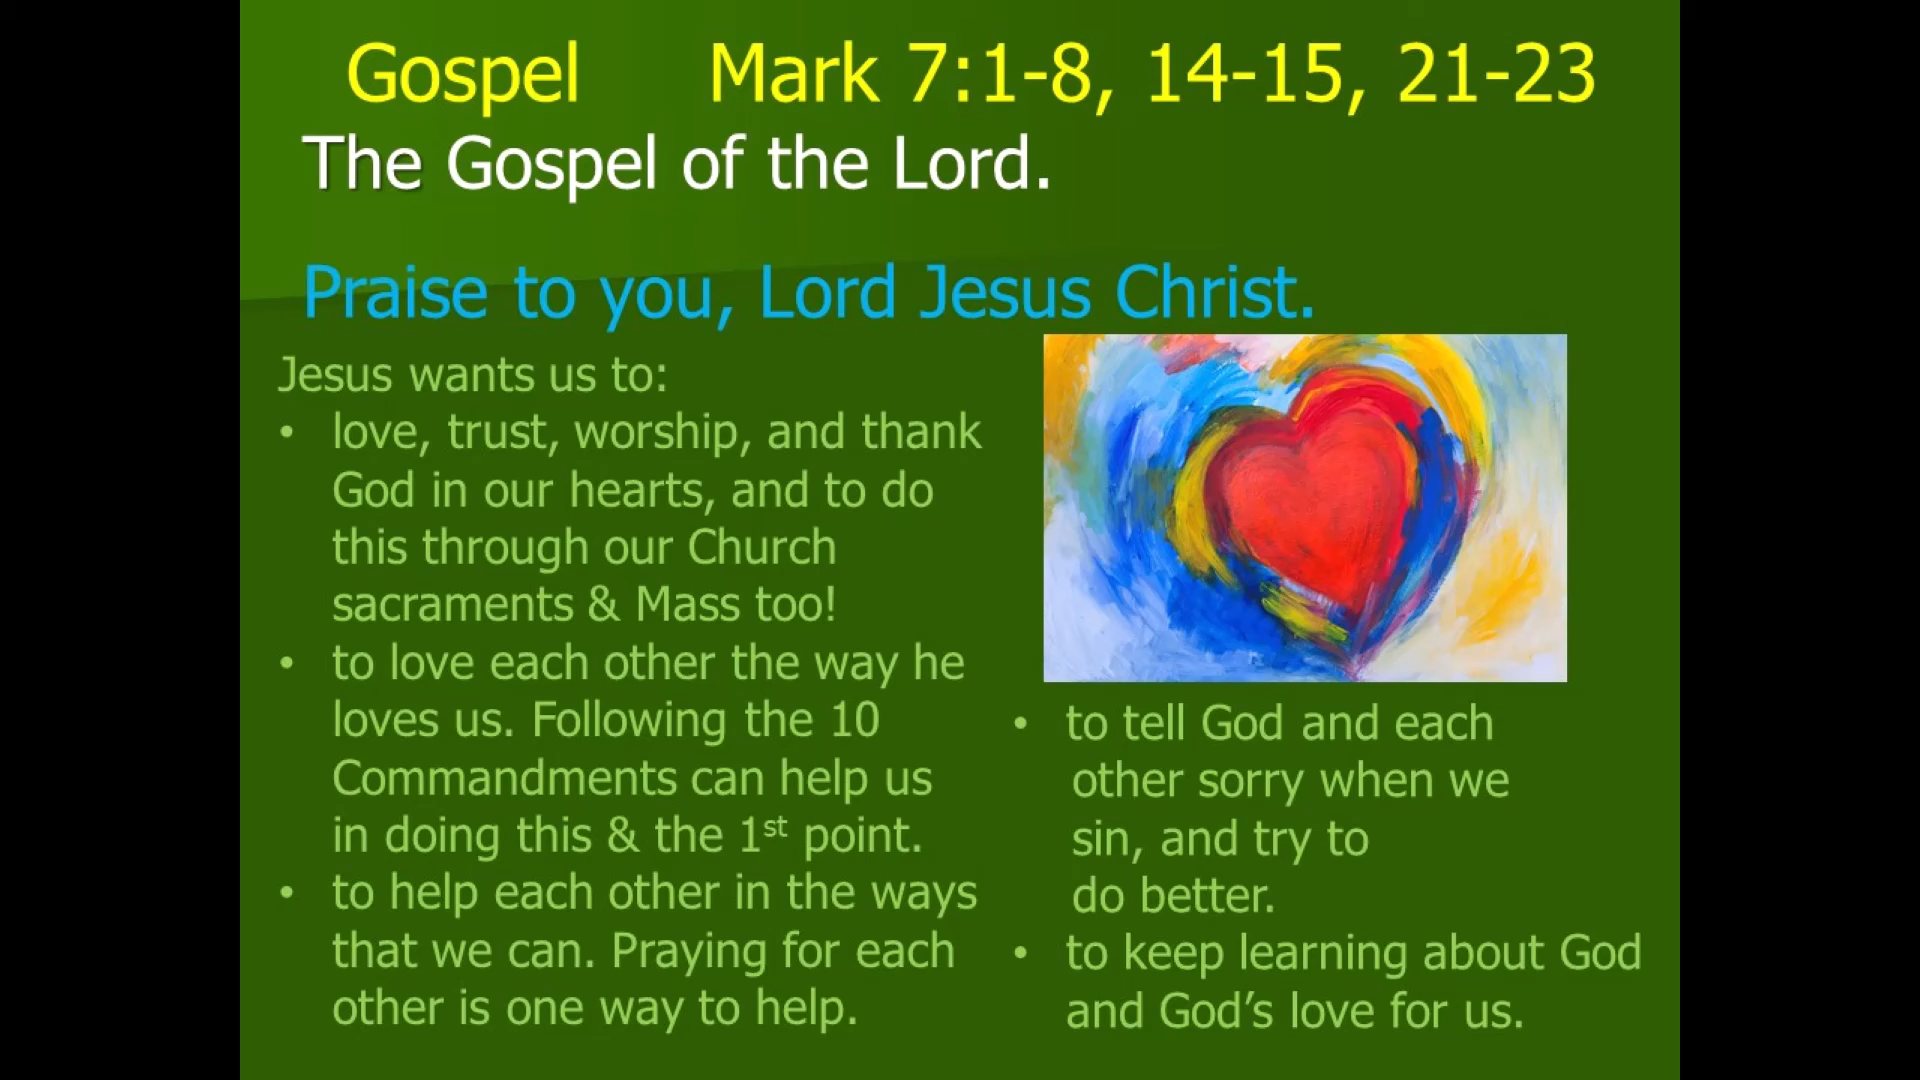 Gospel Mark 7:1-8, 14-15, 21-23
The Gospel of the Lord.
Praise to you, Lord Jesus Christ.
Jesus wants us to:
• love, trust, worship, and thank
God in our hearts, and to do
this through our Church
sacraments & Mass too!
• to love each other the way he
loves us. Following the 10
Commandments can help us
in doing this & the 1st point.
• to help each other in the ways
that we can. Praying for each
other is one way to help.
• to tell God and each
other sorry when we
sin, and try to
do better.
• to keep learning about God
and God’s love for us.